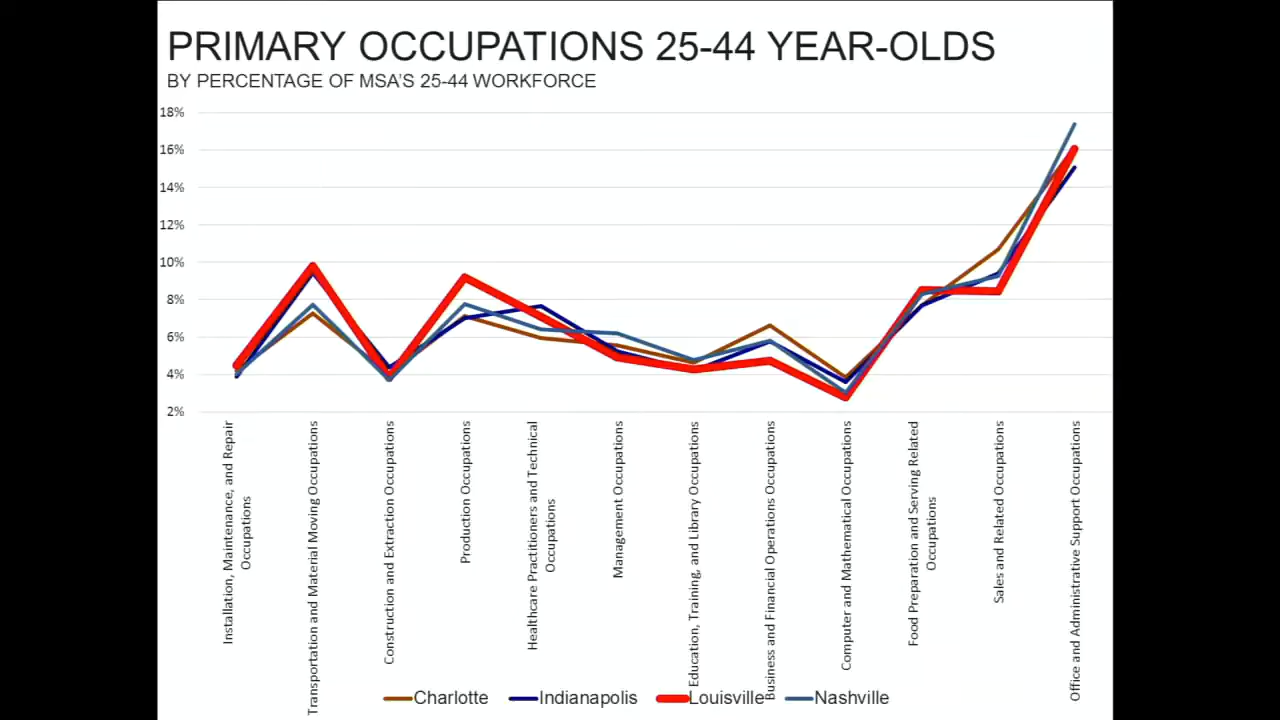 PRIMARY OCCUPATIONS 25-44 YEAR-OLDS
BY PERCENTAGE OF MSA'S 25-44 WORKFORCE
18%
16%
14%
12%
10%
8%
6%
4%
2%
Installation, Maintenance, and Repair
Occupations
Transportation and Material Moving Occupations
Construction and Extraction Occupations
Production Occupations
Healthcare Practitioners and Technical
Occupations
Management Occupations
Education, Training, and Library Occupations
Business and Financial Operations Occupations
Computer and Mathematical Occupations
Food Preparation and Serving Related
Occupations
Sales and Related Occupations
Office and Administrative Support Occupations
Charlotte Indianapolis Louisville Nashville